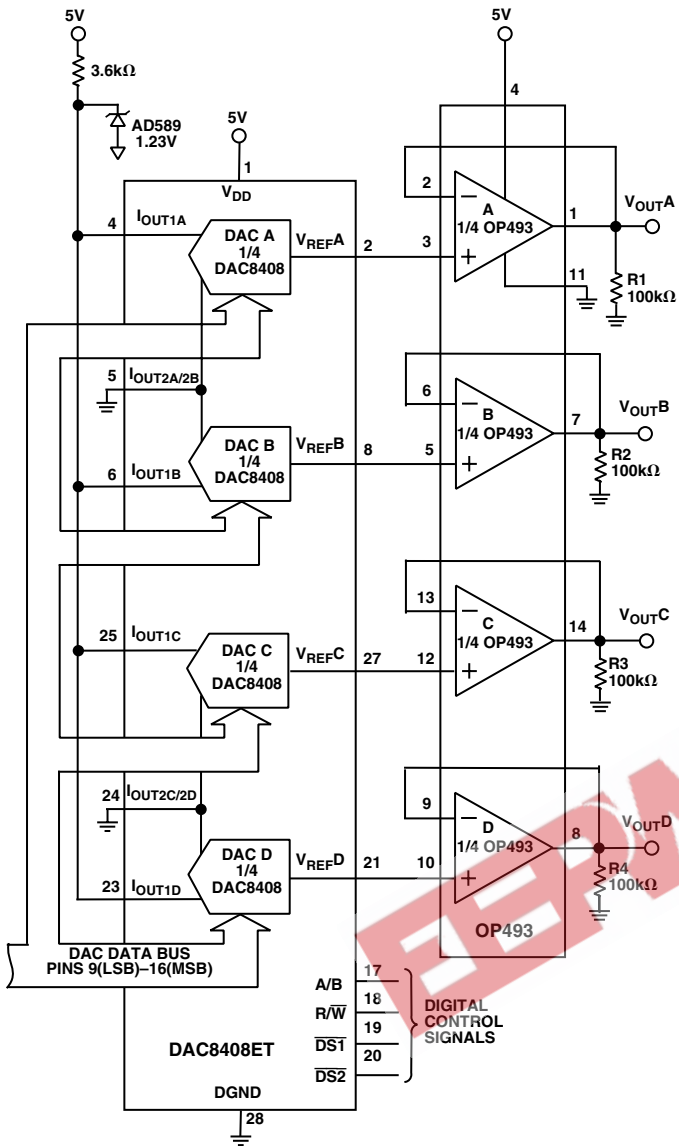 5V
3.6kΩ
AD589
1.23V
5V
1
VDD
4
IOUT1A
DAC A
1/4
DAC8408
VREFA
2
5
IOUT2A/2B
DAC B
1/4
DAC8408
VREFB
8
6
IOUT1B
25
IOUT1C
DAC C
1/4
DAC8408
VREFC
27
24
IOUT2C/2D
DAC D
1/4
DAC8408
VREFD
21
23
IOUT1D
DAC DATA BUS
PINS 9(LSB)–16(MSB)
A/B
17
R/W̅
18
D̅S̅1̅
19
D̅S̅2̅
20
DIGITAL
CONTROL
SIGNALS
DAC8408ET
DGND
28
5V
4
2
−
A
1/4 OP493
3
+
1
VOUTA
11
R1
100kΩ
6
−
B
1/4 OP493
5
+
7
VOUTB
R2
100kΩ
13
−
C
1/4 OP493
12
+
14
VOUTC
R3
100kΩ
9
−
D
1/4 OP493
10
+
8
VOUTD
R4
100kΩ
OP493
EEPW